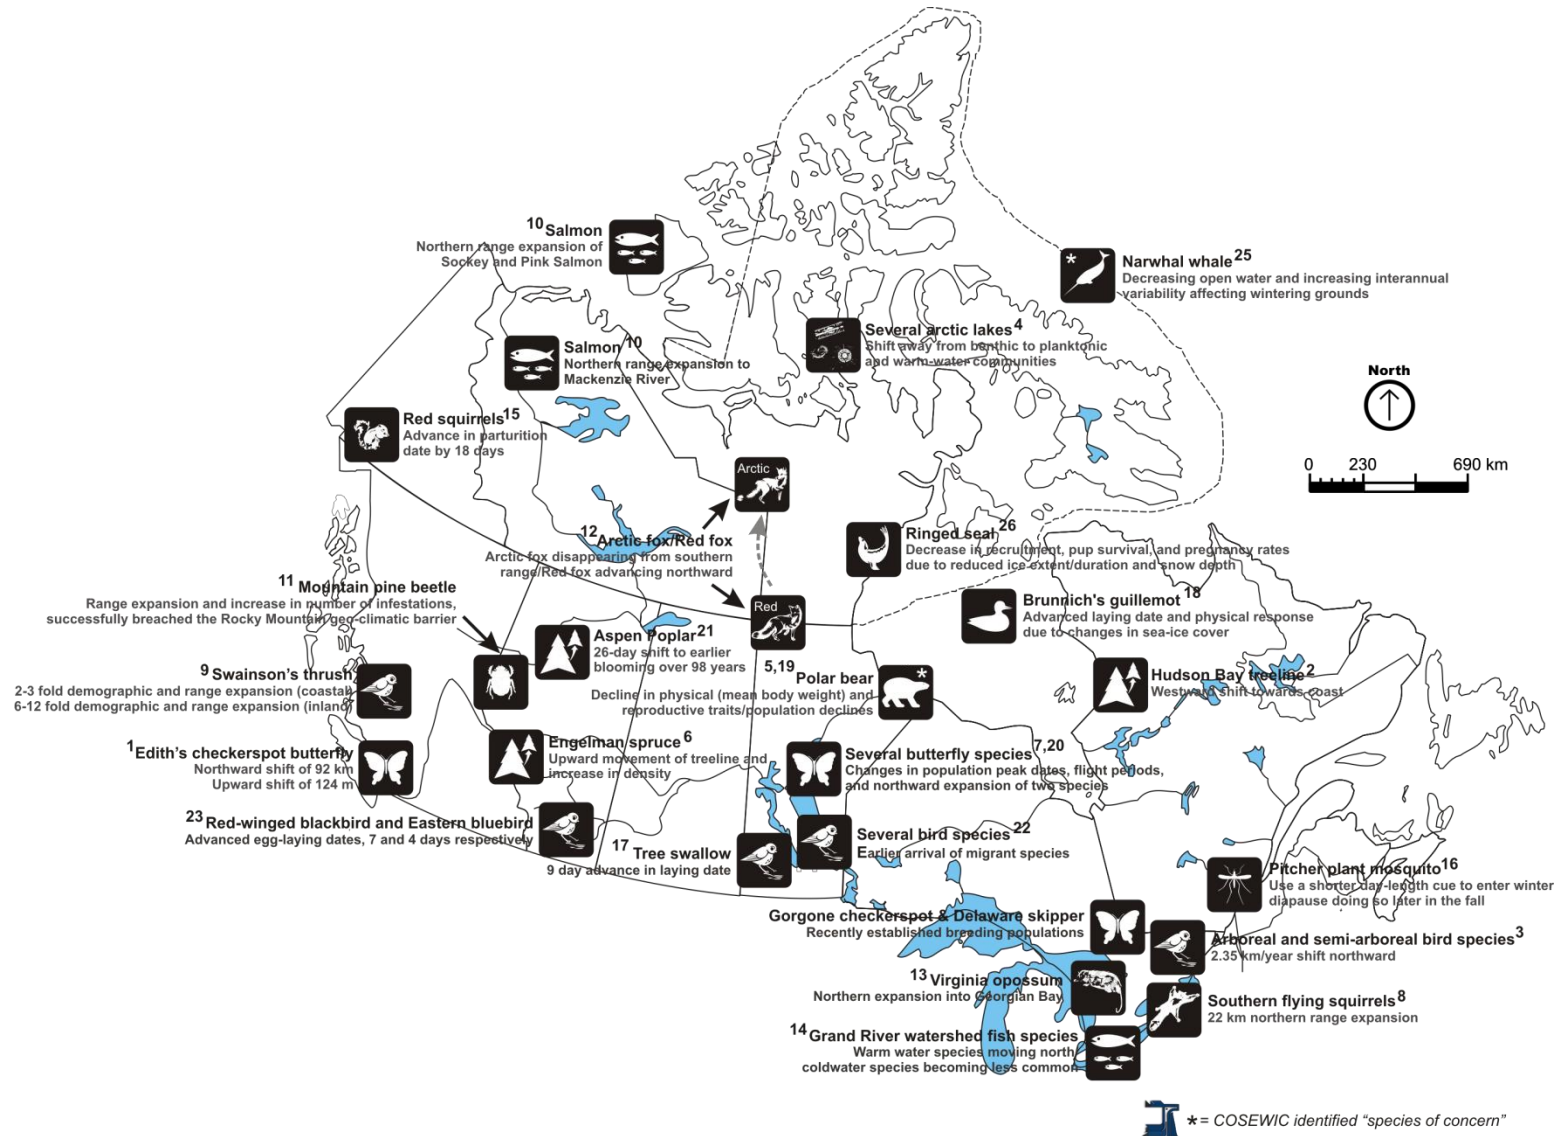 10 Salmon
Northern range expansion of
Sockey and Pink Salmon
Narwhal whale 25
Decreasing open water and increasing interannual
variability affecting wintering grounds
Several arctic lakes 4
Shift away from benthic to planktonic
and warm-water communities
Salmon 10
Northern range expansion to
Mackenzie River
North
0 230 690 km
Red squirrels 15
Advance in parturition
date by 18 days
Arctic
12 Arctic fox/Red fox
Arctic fox disappearing from southern
range/Red fox advancing northward
Ringed seal 26
Decrease in recruitment, pup survival, and pregnancy rates
due to reduced ice extent/duration and snow depth
11 Mountain pine beetle
Range expansion and increase in number of infestations,
successfully breached the Rocky Mountain geo-climatic barrier
Red
Brunnich's guillemot 18
Advanced laying date and physical response
due to changes in sea-ice cover
Aspen Poplar 21
26-day shift to earlier
blooming over 98 years
9 Swainson's thrush
2-3 fold demographic and range expansion (coastal)
6-12 fold demographic and range expansion (inland)
5,19
Polar bear
Decline in physical (mean body weight) and
reproductive traits/population declines
Hudson Bay treeline 2
Westward shift towards coast
1 Edith's checkerspot butterfly
Northward shift of 92 km
Upward shift of 124 m
Engelman spruce 6
Upward movement of treeline and
increase in density
Several butterfly species 7,20
Changes in population peak dates, flight periods,
and northward expansion of two species
23 Red-winged blackbird and Eastern bluebird
Advanced egg-laying dates, 7 and 4 days respectively
17 Tree swallow
9 day advance in laying date
Several bird species 22
Earlier arrival of migrant species
Pitcher plant mosquito 16
Use a shorter day-length cue to enter winter
diapause doing so later in the fall
Gorgone checkerspot & Delaware skipper
Recently established breeding populations
Arboreal and semi-arboreal bird species 3
2.35 km/year shift northward
13 Virginia opossum
Northern expansion into Georgian Bay
Southern flying squirrels 8
22 km northern range expansion
14 Grand River watershed fish species
Warm water species moving north,
coldwater species becoming less common
* = COSEWIC identified "species of concern"